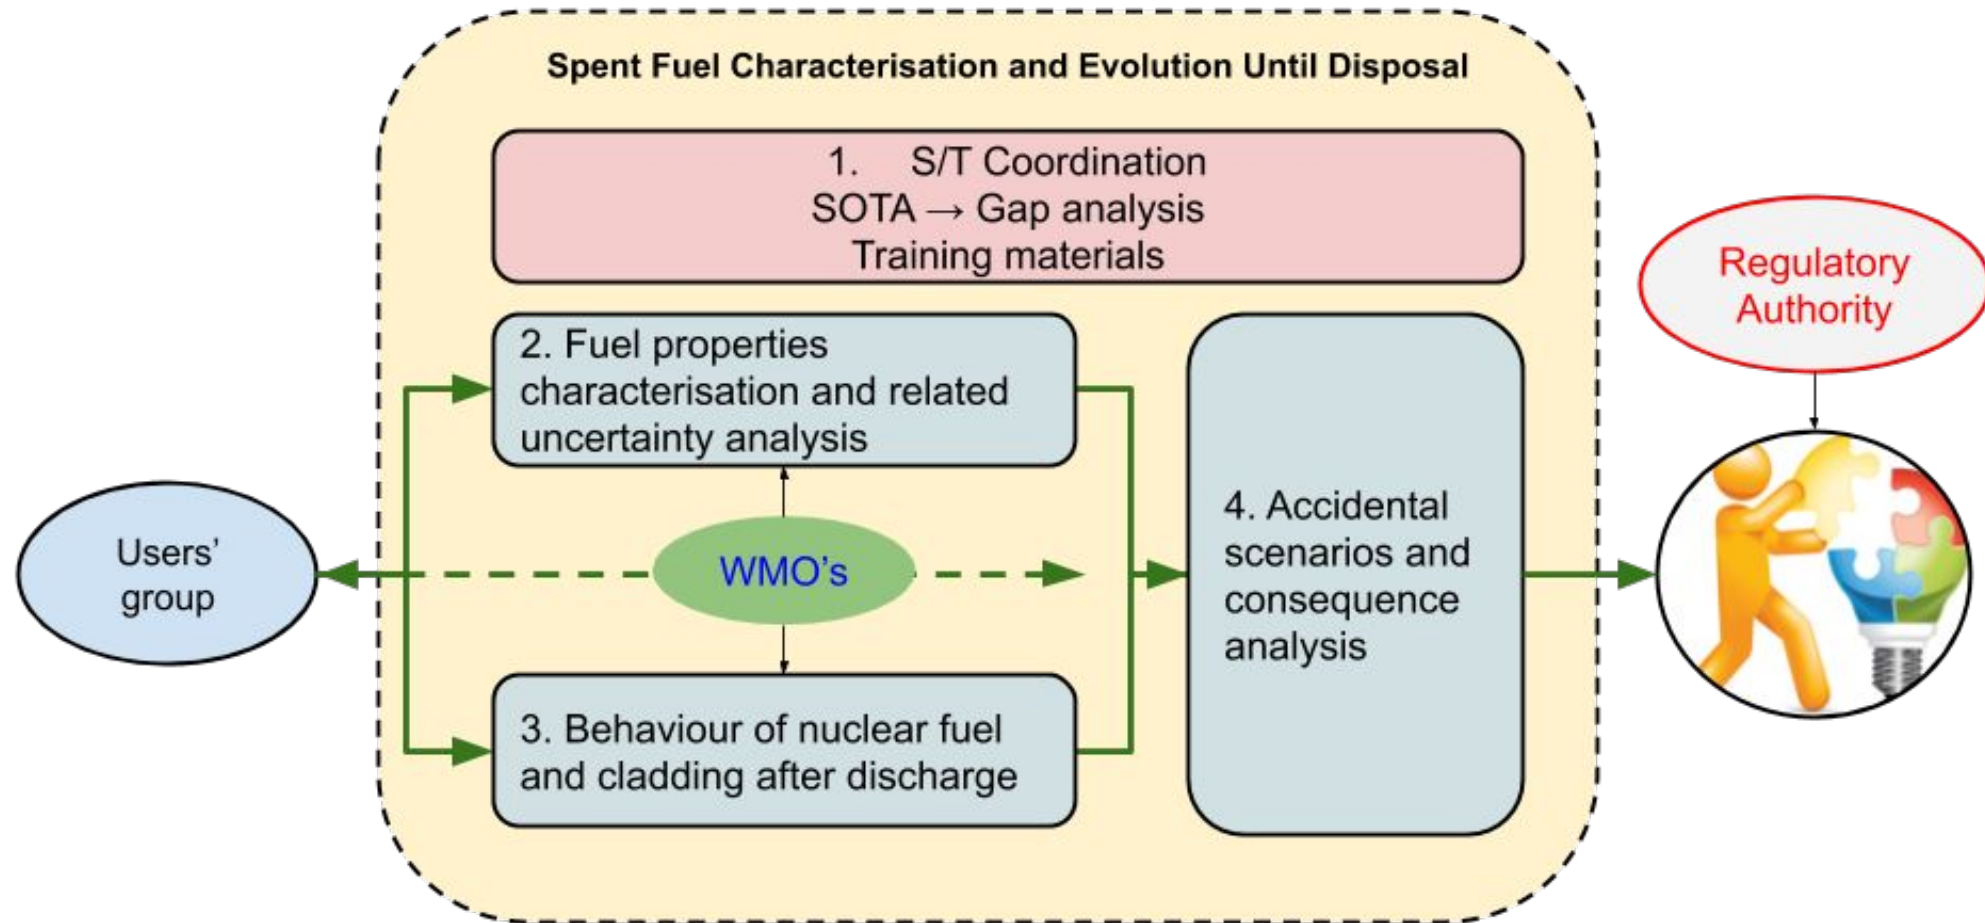 Spent Fuel Characterisation and Evolution Until Disposal
1. S/T Coordination
SOTA → Gap analysis
Training materials
2. Fuel properties
characterisation and related
uncertainty analysis
Users’
group
WMO's
3. Behaviour of nuclear fuel
and cladding after discharge
4. Accidental
scenarios and
consequence
analysis
Regulatory
Authority